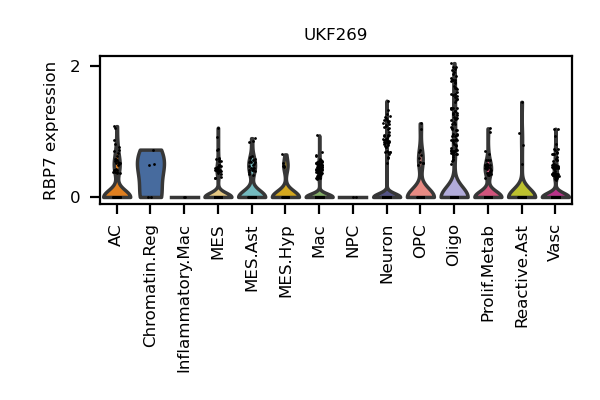 UKF269
RBP7 expression
2
0
AC
Chromatin.Reg
Inflammatory.Mac
MES
MES.Ast
MES.Hyp
Mac
NPC
Neuron
OPC
Oligo
Prolif.Metab
Reactive.Ast
Vasc